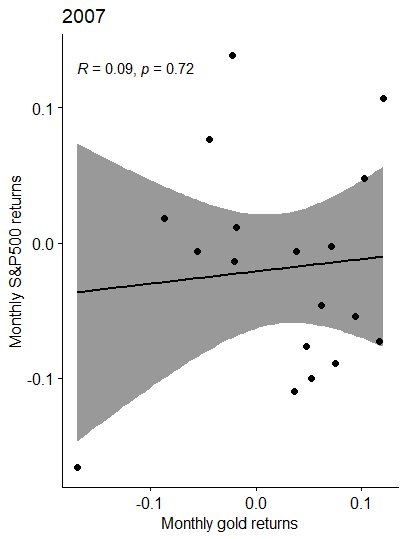 2007
R = 0.09, p = 0.72
0.1
0.0
-0.1
Monthly S&P500 returns
-0.1 0.0 0.1
Monthly gold returns